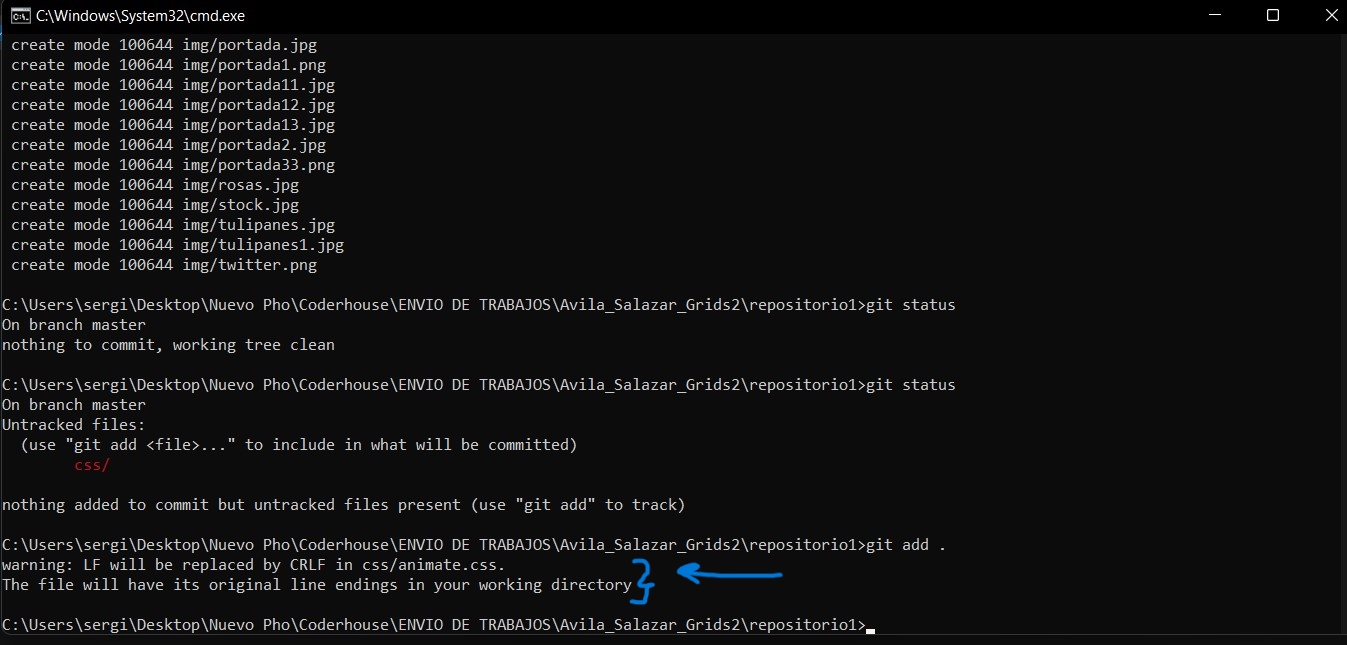 C:\Windows\System32\cmd.exe
create mode 100644 img/portada.jpg
create mode 100644 img/portada1.png
create mode 100644 img/portada11.jpg
create mode 100644 img/portada12.jpg
create mode 100644 img/portada13.jpg
create mode 100644 img/portada2.jpg
create mode 100644 img/portada33.png
create mode 100644 img/rosas.jpg
create mode 100644 img/stock.jpg
create mode 100644 img/tulipanes.jpg
create mode 100644 img/tulipanes1.jpg
create mode 100644 img/twitter.png
C:\Users\sergi\Desktop\Nuevo Pho\Coderhouse\ENVIO DE TRABAJOS\Avila_Salazar_Grids2\repositorio1>git status
On branch master
nothing to commit, working tree clean
C:\Users\sergi\Desktop\Nuevo Pho\Coderhouse\ENVIO DE TRABAJOS\Avila_Salazar_Grids2\repositorio1>git status
On branch master
Untracked files:
(use "git add <file>..." to include in what will be committed)
css/
nothing added to commit but untracked files present (use "git add" to track)
C:\Users\sergi\Desktop\Nuevo Pho\Coderhouse\ENVIO DE TRABAJOS\Avila_Salazar_Grids2\repositorio1>git add .
warning: LF will be replaced by CRLF in css/animate.css.
The file will have its original line endings in your working directory
C:\Users\sergi\Desktop\Nuevo Pho\Coderhouse\ENVIO DE TRABAJOS\Avila_Salazar_Grids2\repositorio1>